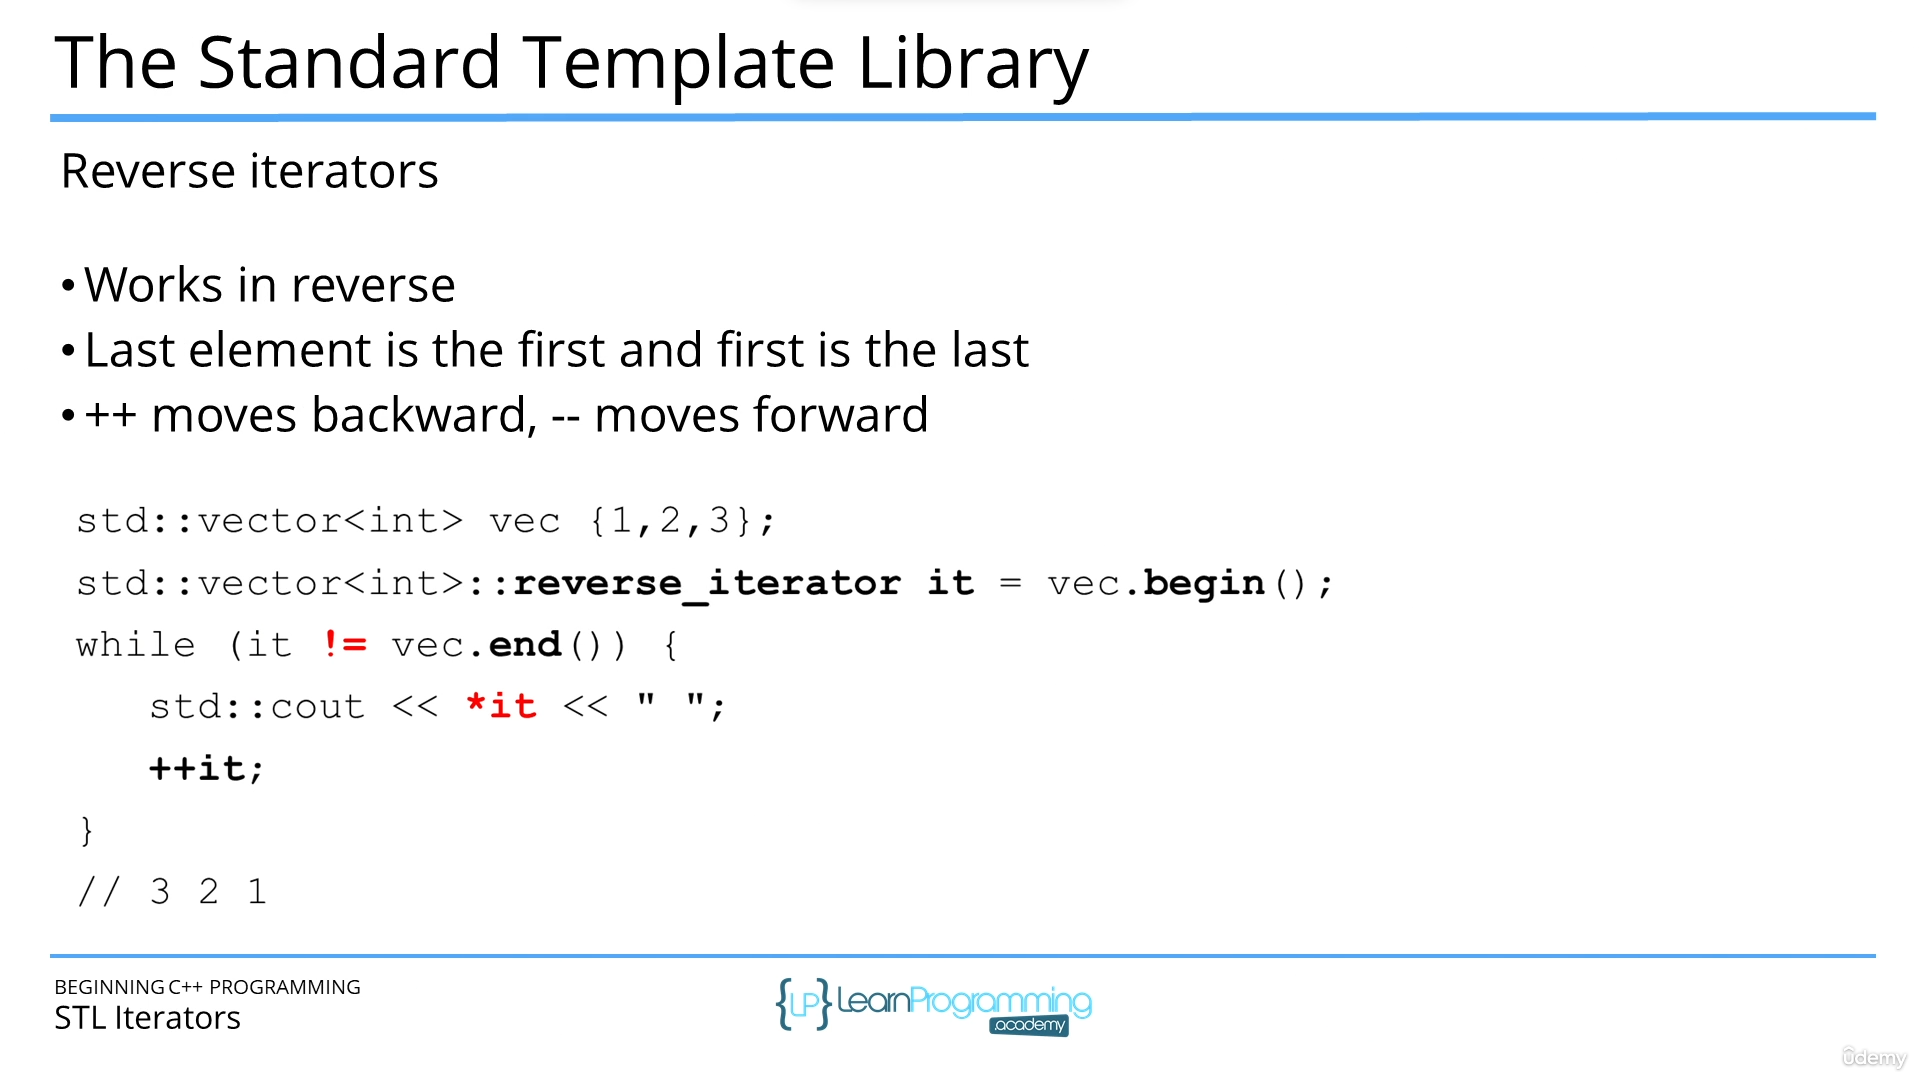 The Standard Template Library
Reverse iterators
• Works in reverse
• Last element is the first and first is the last
• ++ moves backward, -- moves forward
std::vector<int> vec {1,2,3};
std::vector<int>::reverse_iterator it = vec.begin();
while (it != vec.end()) {
   std::cout << *it << " ";
   ++it;
}
// 3 2 1
BEGINNING C++ PROGRAMMING
STL Iterators
{LP} LearnProgramming
.academy
ûdemy